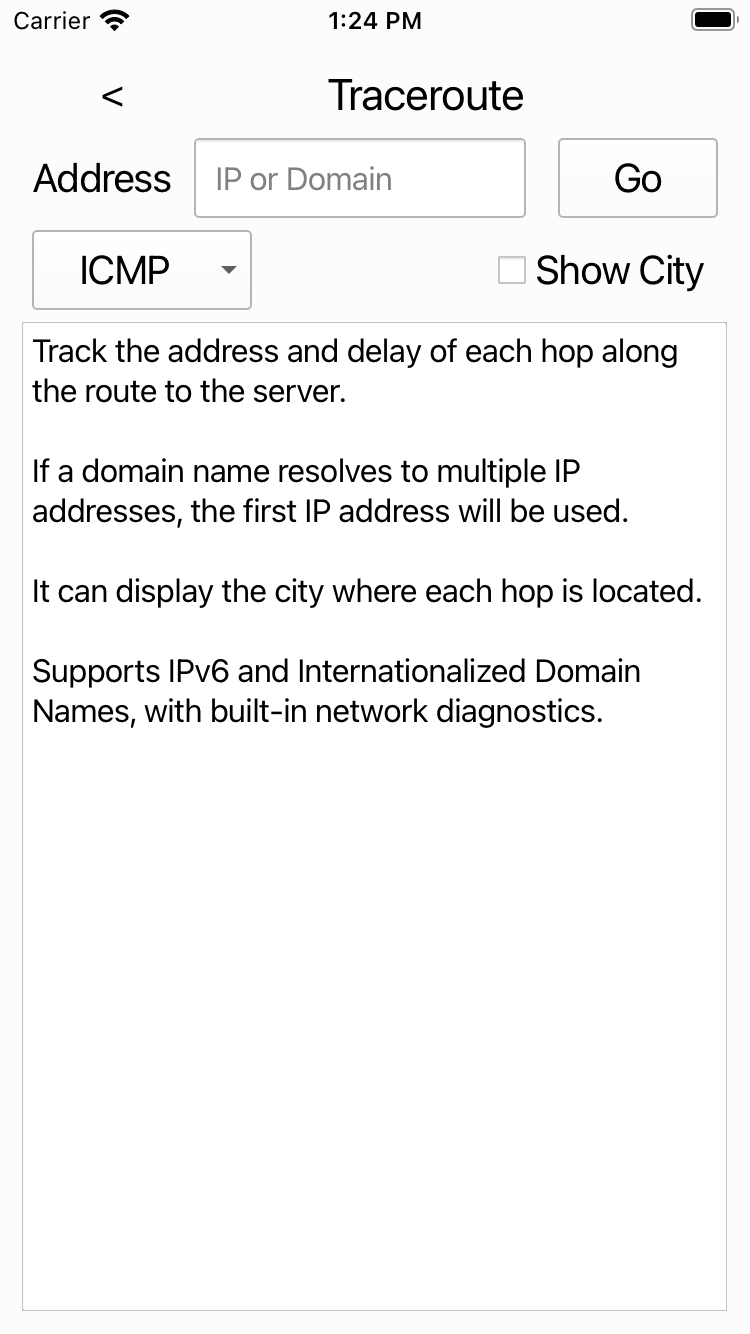 Carrier 1:24 PM
< Traceroute
Address IP or Domain Go
ICMP Show City
Track the address and delay of each hop along
the route to the server.
If a domain name resolves to multiple IP
addresses, the first IP address will be used.
It can display the city where each hop is located.
Supports IPv6 and Internationalized Domain
Names, with built-in network diagnostics.